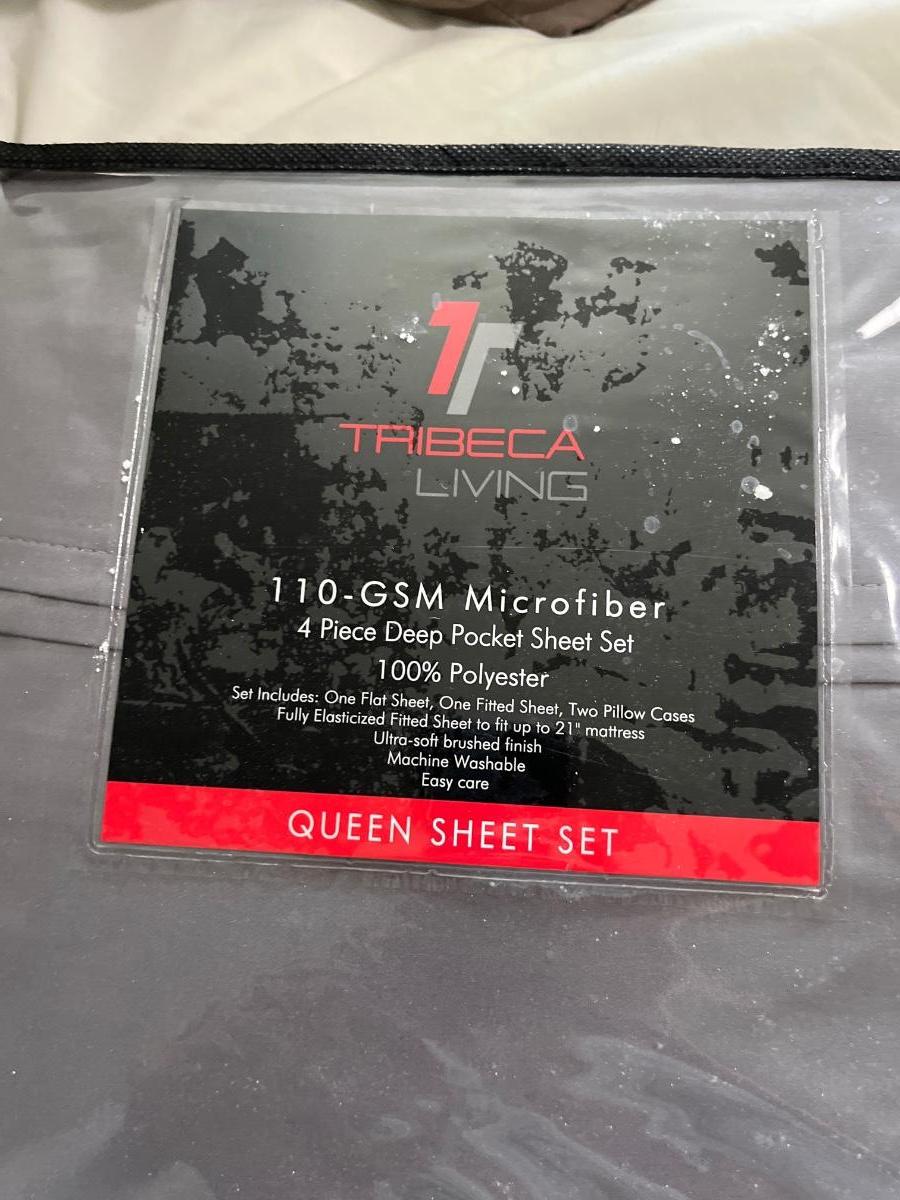 TRIBECA
LIVING
110-GSM Microfiber
4 Piece Deep Pocket Sheet Set
100% Polyester
Set Includes: One Flat Sheet, One Fitted Sheet, Two Pillow Cases
Fully Elasticized Fitted Sheet to fit up to 21" mattress
Ultra-soft brushed finish
Machine Washable
Easy care
QUEEN SHEET SET